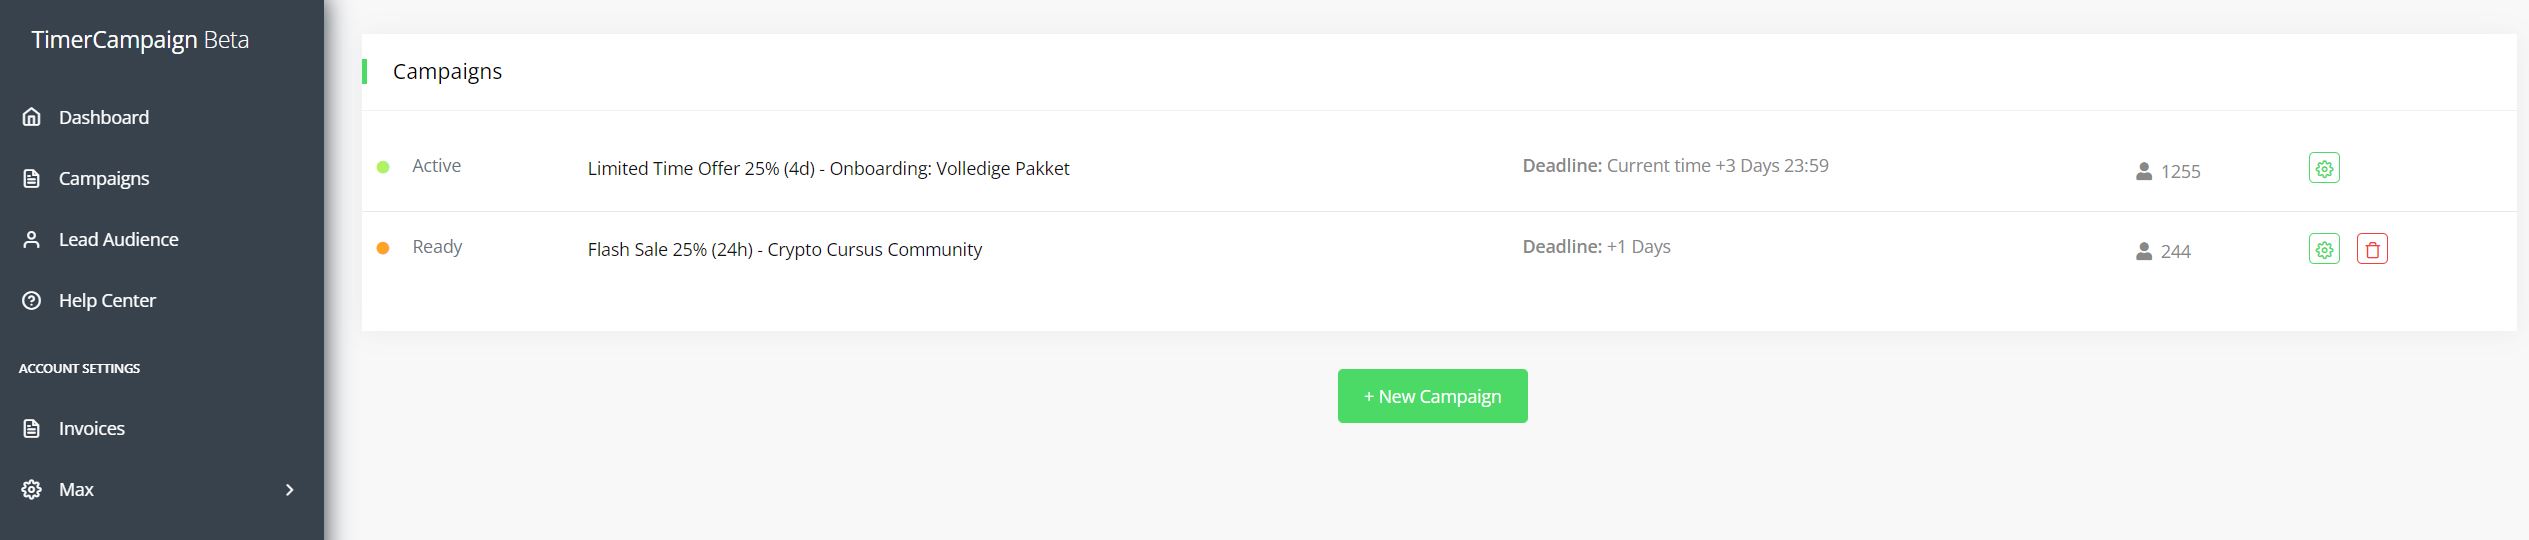 TimerCampaign Beta
Dashboard
Campaigns
Lead Audience
Help Center
ACCOUNT SETTINGS
Invoices
Max
Campaigns
Active
Limited Time Offer 25% (4d) - Onboarding: Volledige Pakket
Deadline: Current time +3 Days 23:59
1255
Ready
Flash Sale 25% (24h) - Crypto Cursus Community
Deadline: +1 Days
244
+ New Campaign